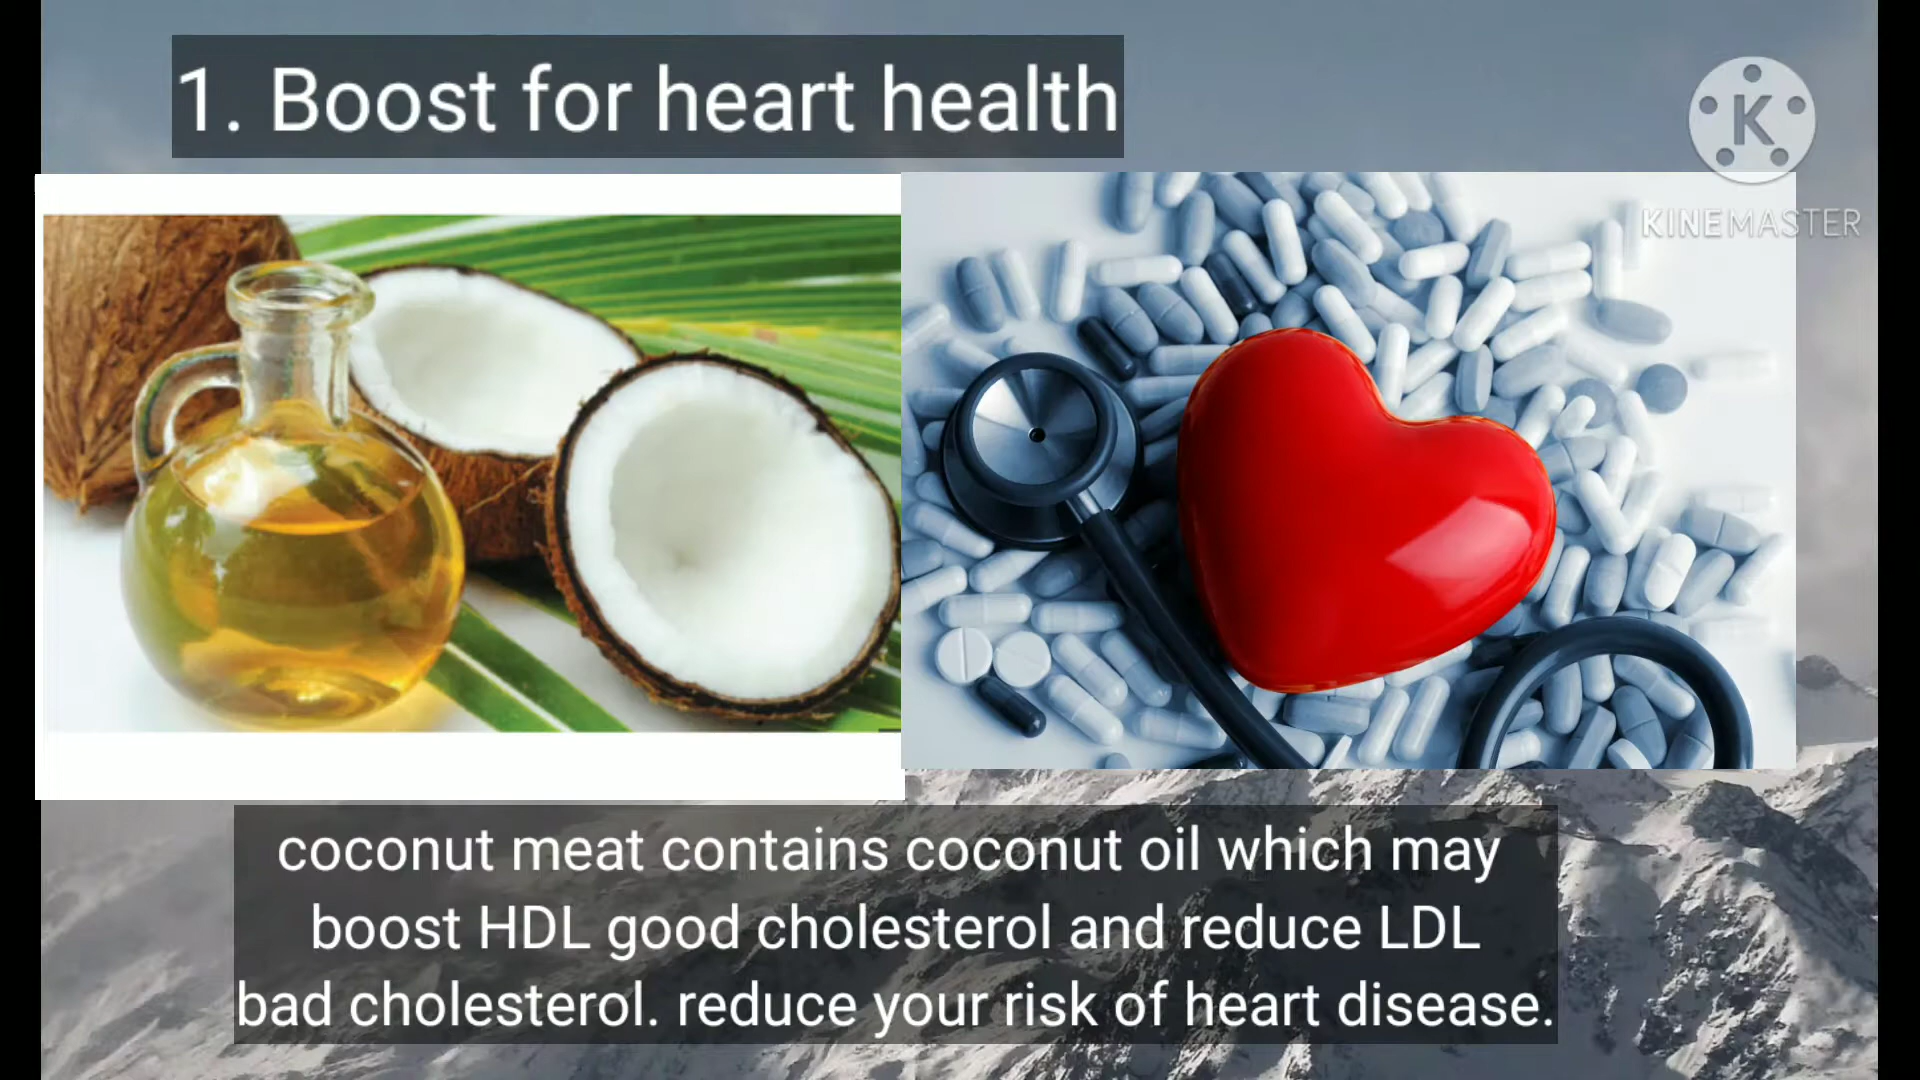 1. Boost for heart health
K
KINEMASTER
coconut meat contains coconut oil which may
boost HDL good cholesterol and reduce LDL
bad cholesterol. reduce your risk of heart disease.